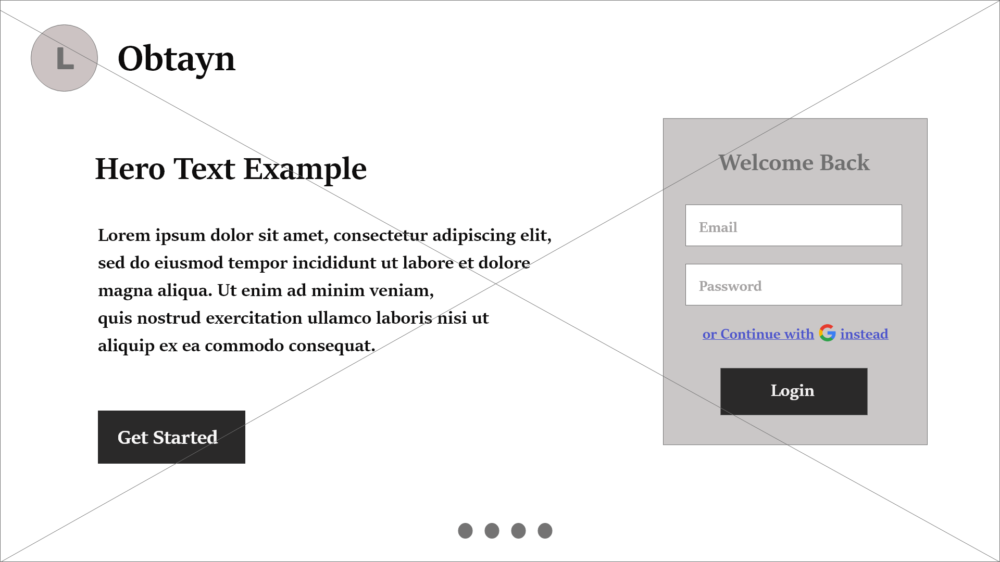 L
Obtayn
Hero Text Example
Lorem ipsum dolor sit amet, consectetur adipiscing elit,
sed do eiusmod tempor incididunt ut labore et dolore
magna aliqua. Ut enim ad minim veniam,
quis nostrud exercitation ullamco laboris nisi ut
aliquip ex ea commodo consequat.
Get Started
Welcome Back
Email
Password
or Continue with G instead
Login